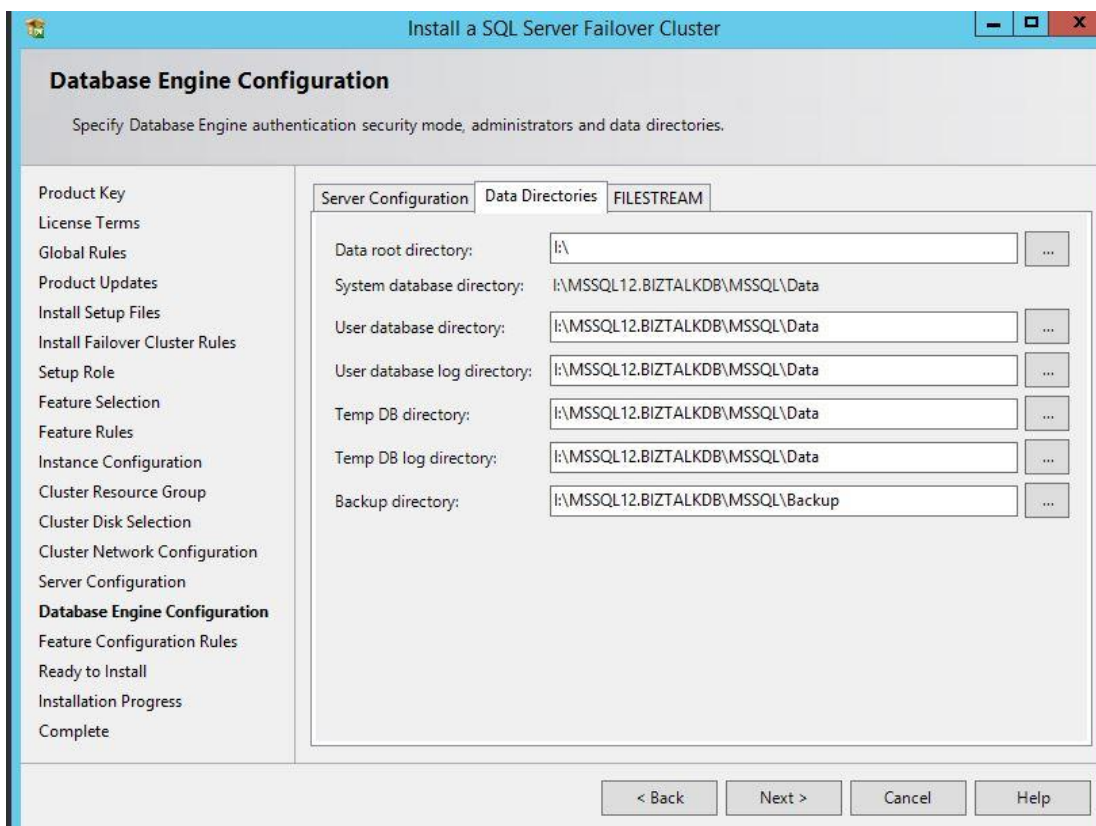 Install a SQL Server Failover Cluster
Database Engine Configuration
Specify Database Engine authentication security mode, administrators and data directories.
Product Key
License Terms
Global Rules
Product Updates
Install Setup Files
Install Failover Cluster Rules
Setup Role
Feature Selection
Feature Rules
Instance Configuration
Cluster Resource Group
Cluster Disk Selection
Cluster Network Configuration
Server Configuration
Database Engine Configuration
Feature Configuration Rules
Ready to Install
Installation Progress
Complete
Server Configuration Data Directories FILESTREAM
Data root directory: I:\ ...
System database directory: I:\MSSQL12.BIZTALKDB\MSSQL\Data
User database directory: I:\MSSQL12.BIZTALKDB\MSSQL\Data ...
User database log directory: I:\MSSQL12.BIZTALKDB\MSSQL\Data ...
Temp DB directory: I:\MSSQL12.BIZTALKDB\MSSQL\Data ...
Temp DB log directory: I:\MSSQL12.BIZTALKDB\MSSQL\Data ...
Backup directory: I:\MSSQL12.BIZTALKDB\MSSQL\Backup ...
< Back Next > Cancel Help